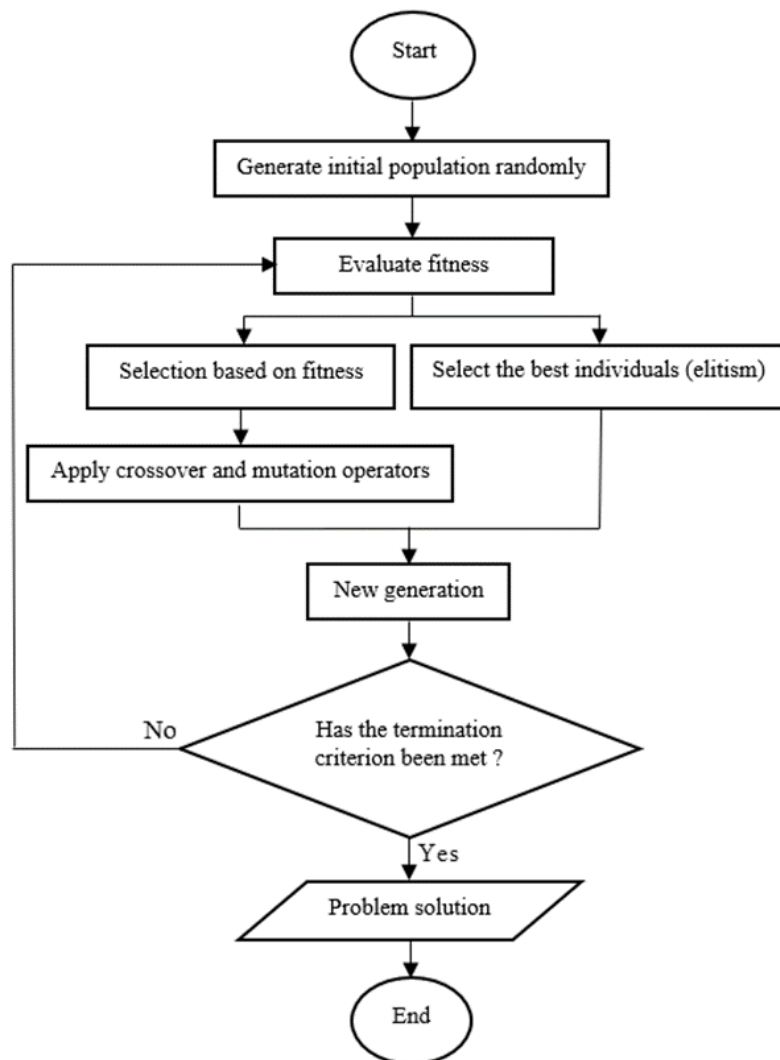 Start
Generate initial population randomly
Evaluate fitness
Selection based on fitness
Select the best individuals (elitism)
Apply crossover and mutation operators
New generation
Has the termination
criterion been met ?
No
Yes
Problem solution
End